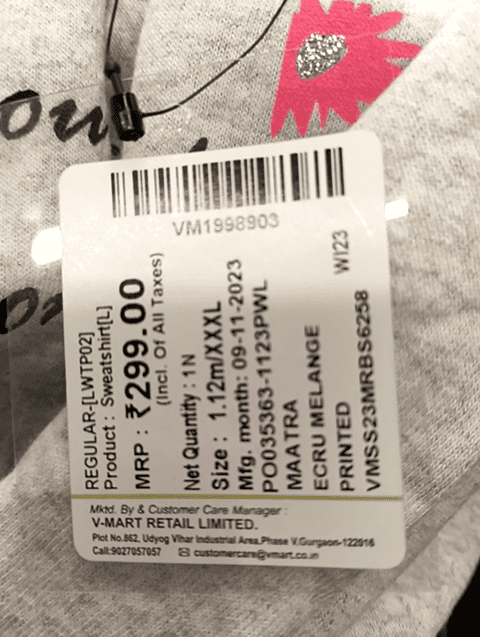 VM1998903
REGULAR-[LWTP02]
Product : Sweatshirt[L]
MRP : ₹299.00
(Incl. Of All Taxes)
Net Quantity : 1N
Size : 1.12m/XXXL
Mfg. month: 09-11-2023
PO035363-1123PWL
MAATRA
ECRU MELANGE
PRINTED WI23
VMSS23MRBS6258
Mktd. By & Customer Care Manager :
V-MART RETAIL LIMITED.
Plot No.862, Udyog Vihar Industrial Area,Phase V.Gurgaon-122016
Call:9027057057 customercare@vmart.co.in